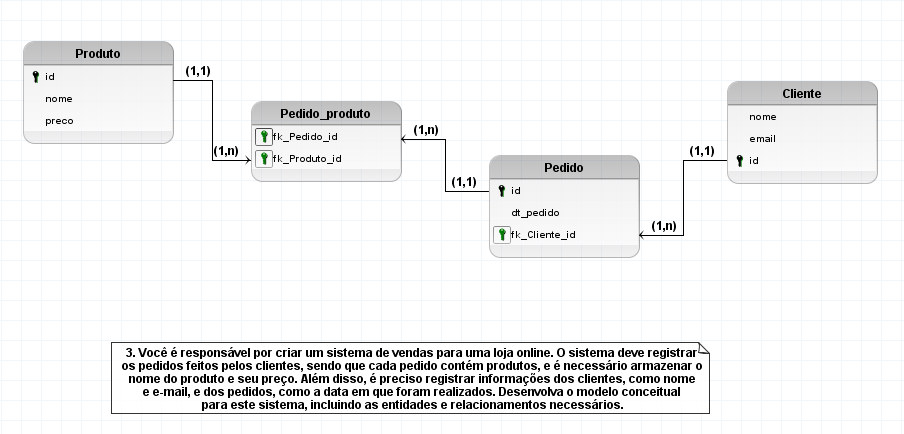 Produto
id
nome
preco
(1,1)
(1,n)
Pedido_produto
fk_Pedido_id
fk_Produto_id
(1,n)
(1,1)
Pedido
id
dt_pedido
fk_Cliente_id
(1,1)
(1,n)
Cliente
nome
email
id
3. Você é responsável por criar um sistema de vendas para uma loja online. O sistema deve registrar
os pedidos feitos pelos clientes, sendo que cada pedido contém produtos, e é necessário armazenar o
nome do produto e seu preço. Além disso, é preciso registrar informações dos clientes, como nome
e e-mail, e dos pedidos, como a data em que foram realizados. Desenvolva o modelo conceitual
para este sistema, incluindo as entidades e relacionamentos necessários.